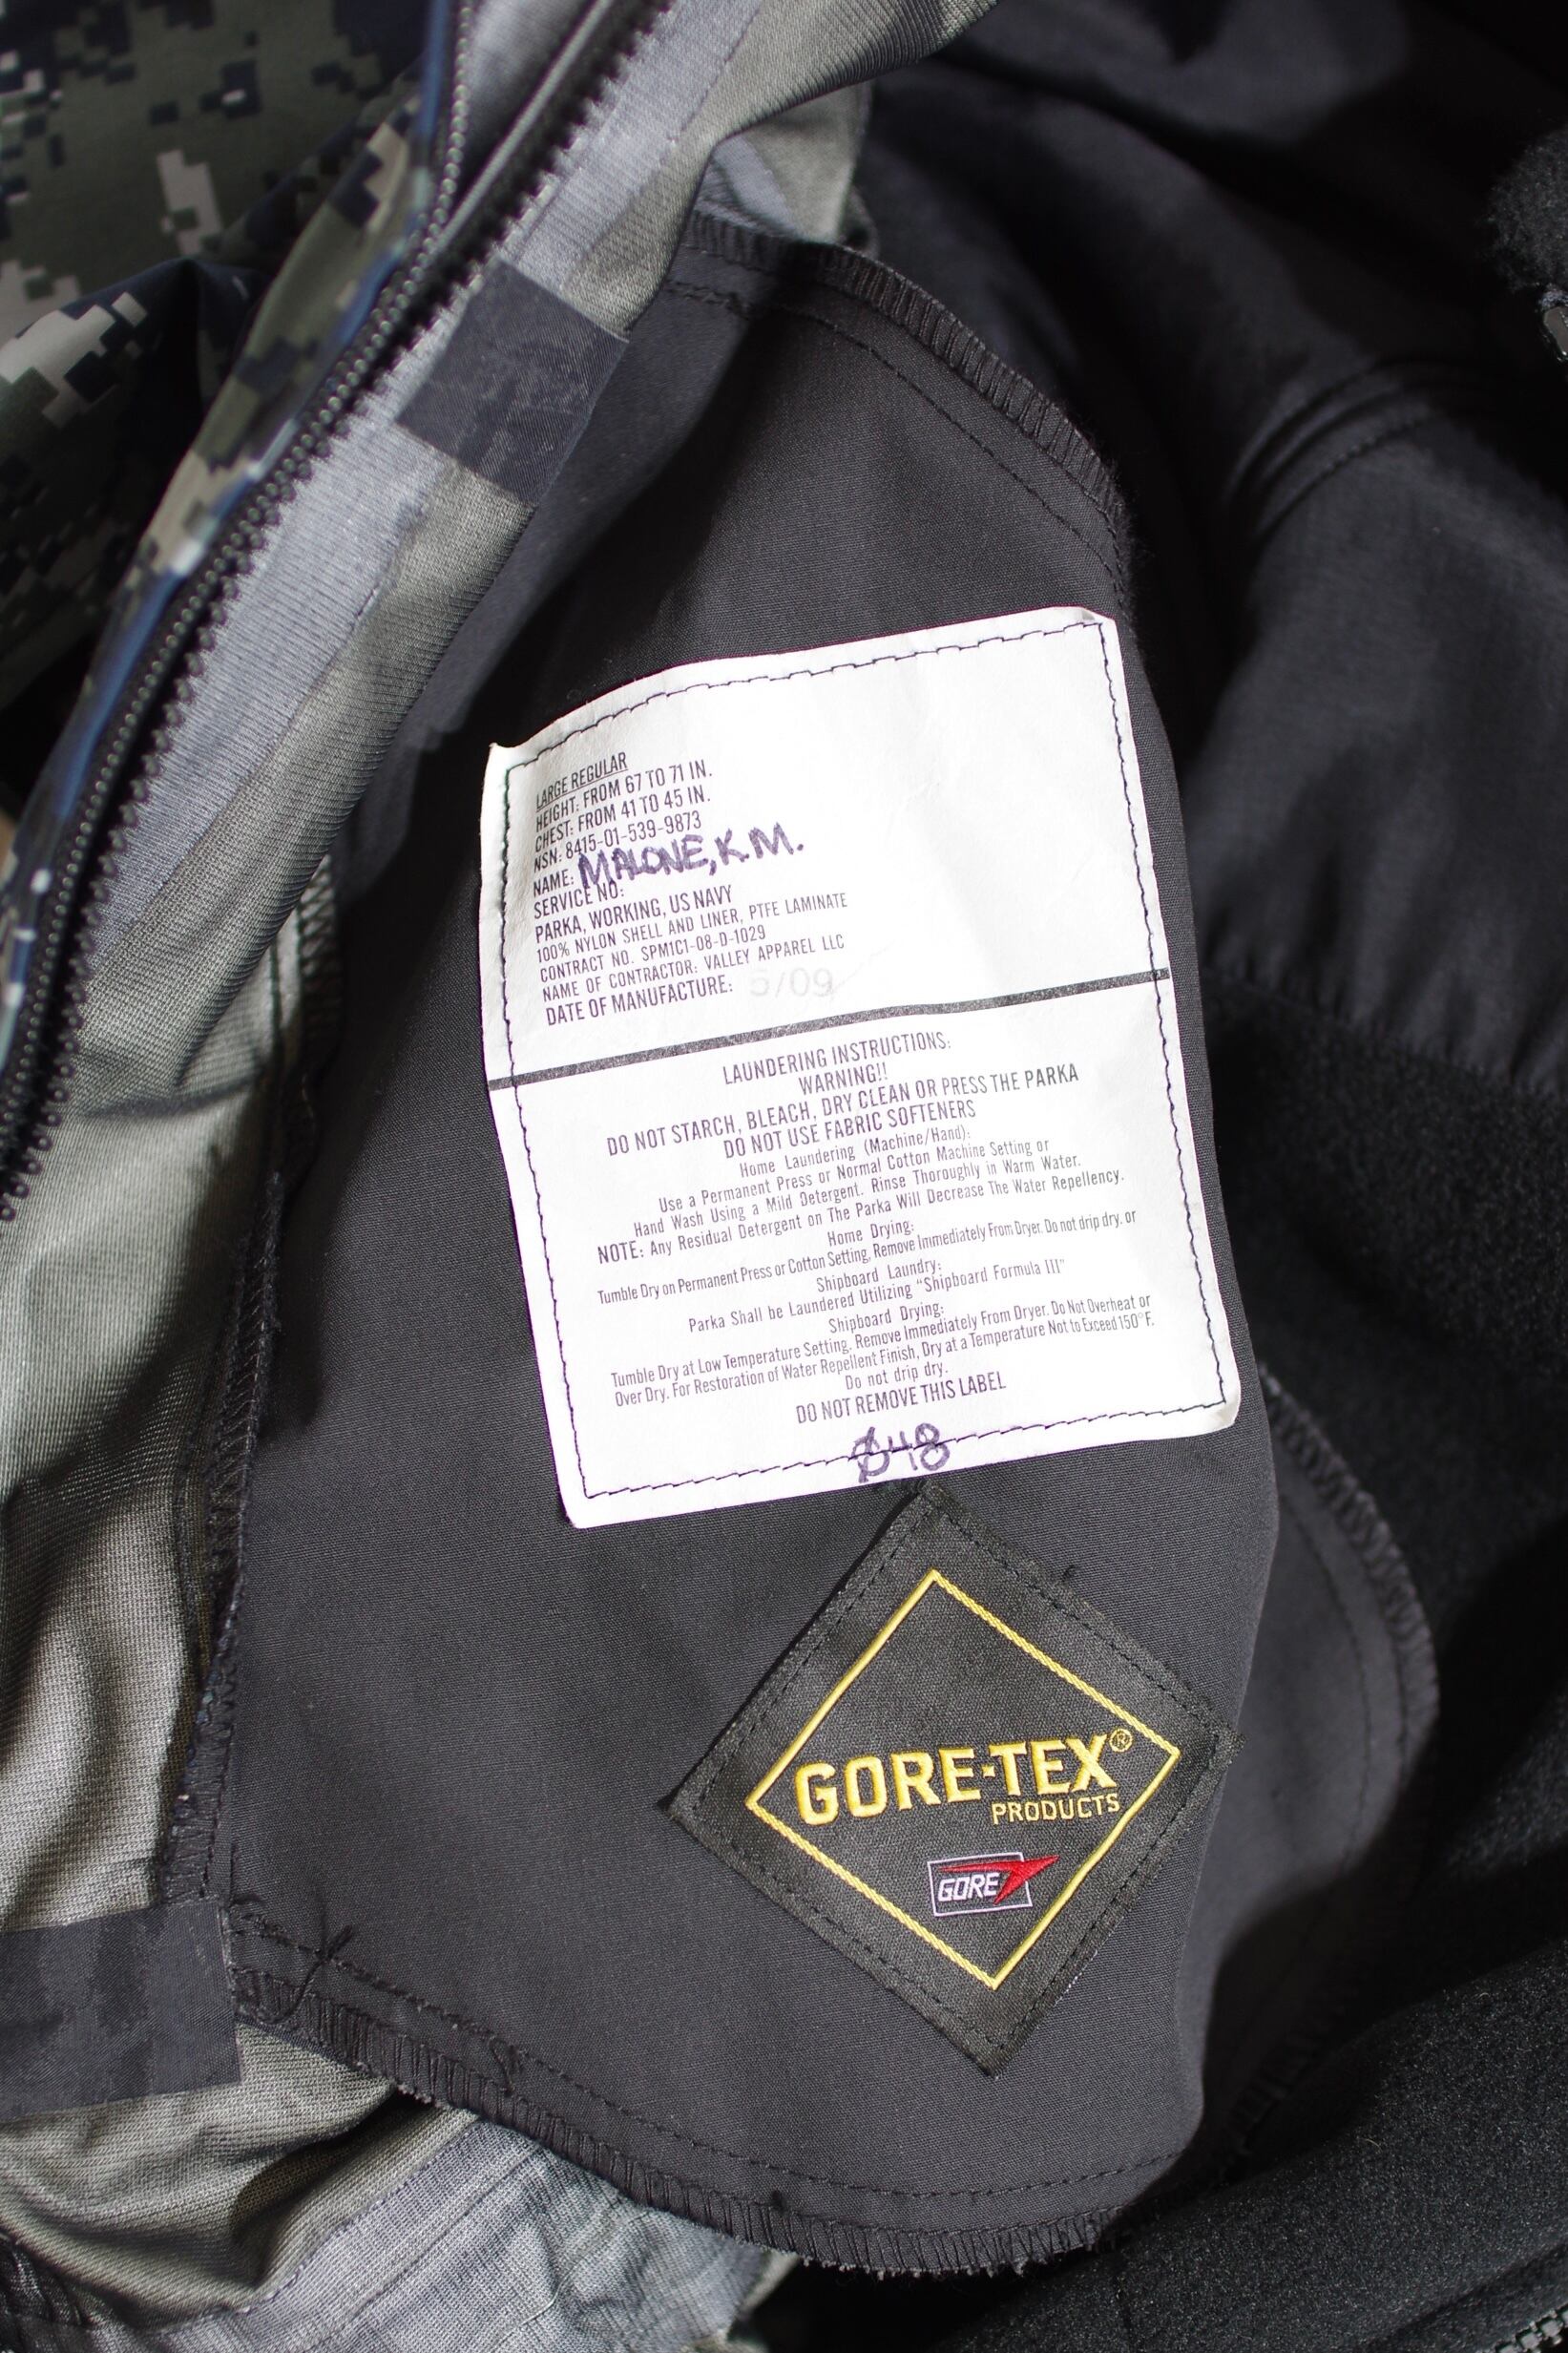 LARGE REGULAR
HEIGHT: FROM 67 TO 71 IN.
CHEST: FROM 41 TO 45 IN.
NSN: 8415-01-539-9873
NAME: MALONE, K.M.
SERVICE NO:
PARKA, WORKING, US NAVY
100% NYLON SHELL AND LINER, PTFE LAMINATE
CONTRACT NO. SPM1C1-08-D-1029
NAME OF CONTRACTOR: VALLEY APPAREL LLC
DATE OF MANUFACTURE: 5/09
LAUNDERING INSTRUCTIONS:
WARNING!!
DO NOT STARCH, BLEACH, DRY CLEAN OR PRESS THE PARKA
DO NOT USE FABRIC SOFTENERS
Home Laundering (Machine/Hand):
Use a Permanent Press or Normal Cotton Machine Setting or
Hand Wash Using a Mild Detergent. Rinse Thoroughly in Warm Water.
NOTE: Any Residual Detergent on The Parka Will Decrease The Water Repellency.
Home Drying:
Tumble Dry on Permanent Press or Cotton Setting, Remove Immediately From Dryer. Do not drip dry. or
Shipboard Laundry:
Parka Shall be Laundered Utilizing "Shipboard Formula III"
Shipboard Drying:
Tumble Dry at Low Temperature Setting, Remove Immediately From Dryer. Do Not Overheat or
Over Dry. For Restoration of Water Repellent Finish, Dry at a Temperature Not to Exceed 150°F.
Do not drip dry.
DO NOT REMOVE THIS LABEL
GORE-TEX®
PRODUCTS
GORE